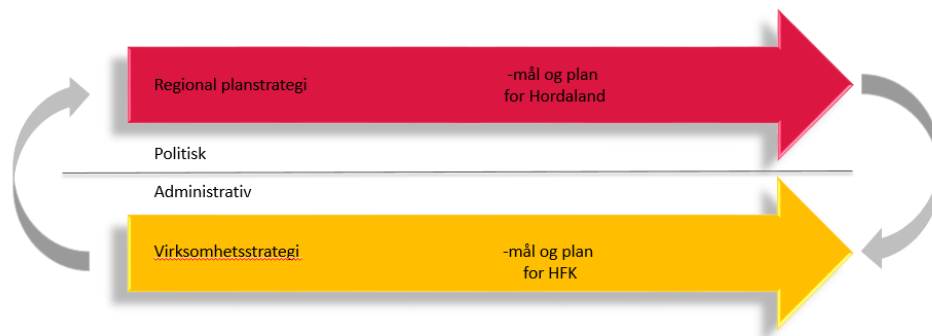 Regional planstrategi
-mål og plan
for Hordaland
Politisk
Administrativ
Virksomhetsstrategi
-mål og plan
for HFK